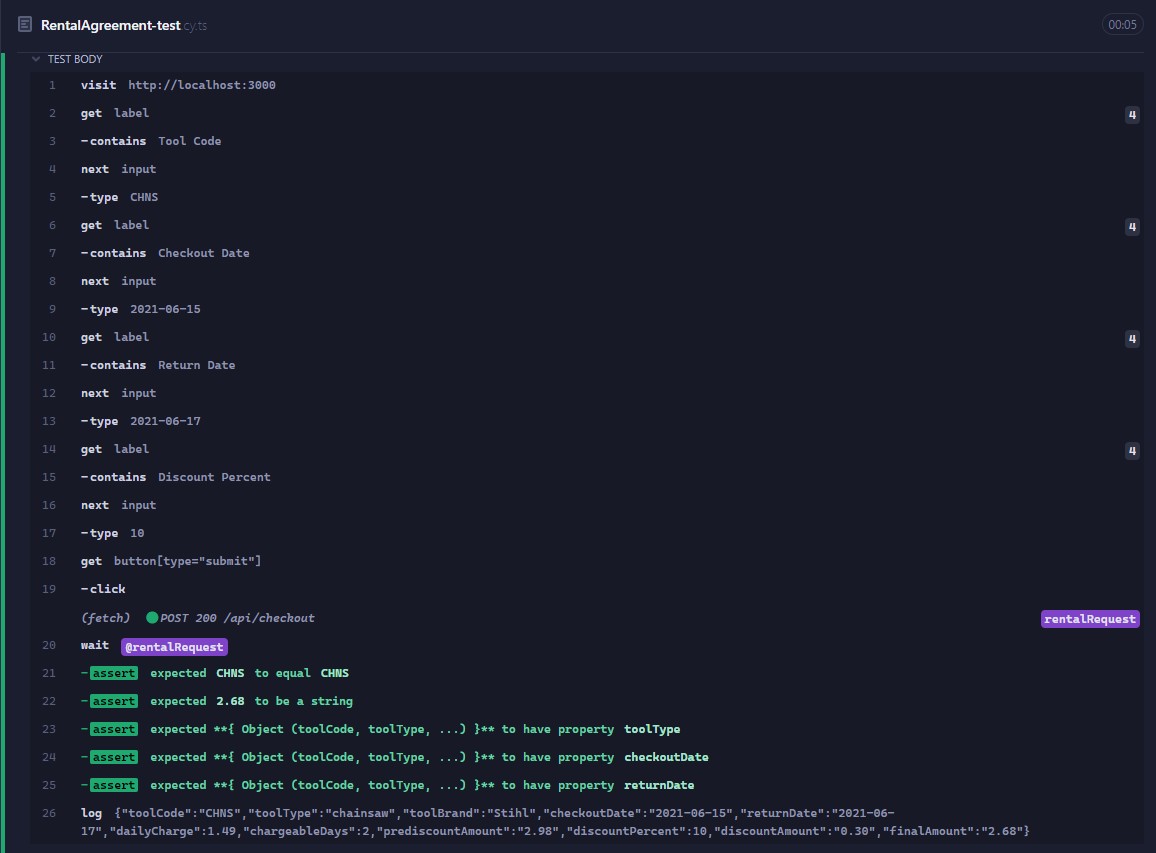 RentalAgreement-test.cy.ts 00:05
TEST BODY
1 visit http://localhost:3000
2 get label 4
3 -contains Tool Code
4 next input
5 -type CHNS
6 get label 4
7 -contains Checkout Date
8 next input
9 -type 2021-06-15
10 get label 4
11 -contains Return Date
12 next input
13 -type 2021-06-17
14 get label 4
15 -contains Discount Percent
16 next input
17 -type 10
18 get button[type="submit"]
19 -click
(fetch) POST 200 /api/checkout rentalRequest
20 wait @rentalRequest
21 -assert expected CHNS to equal CHNS
22 -assert expected 2.68 to be a string
23 -assert expected **{ Object (toolCode, toolType, ...) }** to have property toolType
24 -assert expected **{ Object (toolCode, toolType, ...) }** to have property checkoutDate
25 -assert expected **{ Object (toolCode, toolType, ...) }** to have property returnDate
26 log {"toolCode":"CHNS","toolType":"chainsaw","toolBrand":"Stihl","checkoutDate":"2021-06-15","returnDate":"2021-06-
17","dailyCharge":1.49,"chargeableDays":2,"prediscountAmount":"2.98","discountPercent":10,"discountAmount":"0.30","finalAmount":"2.68"}